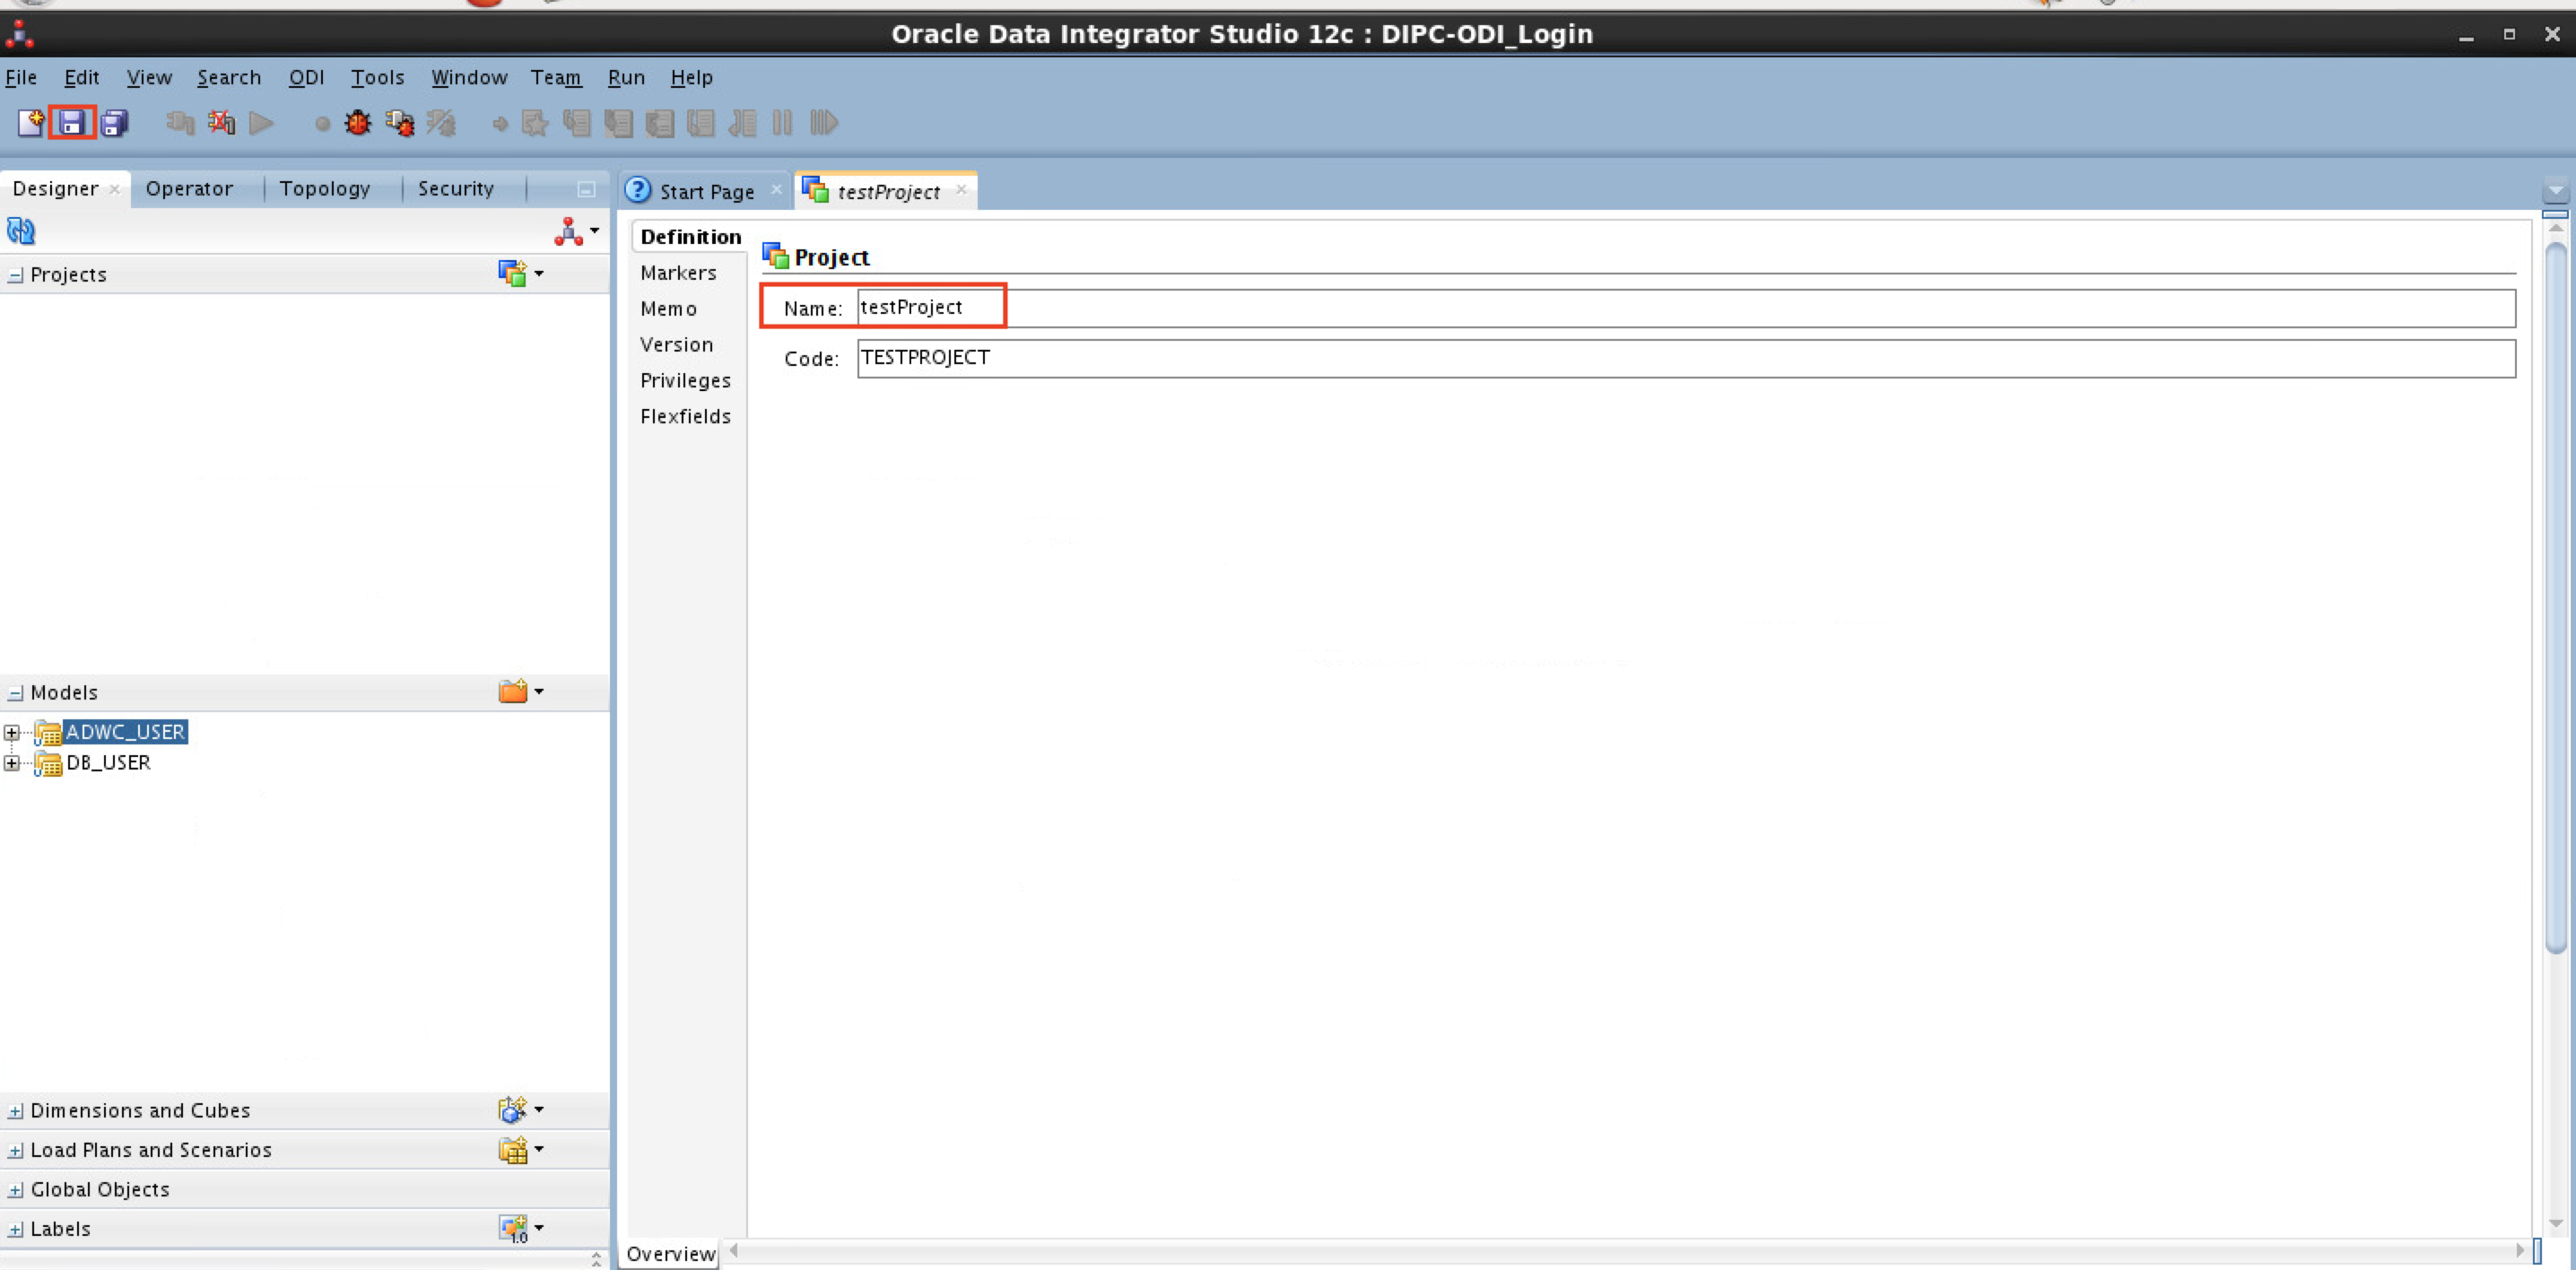 Oracle Data Integrator Studio 12c : DIPC-ODI_Login
File Edit View Search ODI Tools Window Team Run Help
Designer Operator Topology Security
Start Page testProject
Projects
Models
ADWC_USER
DB_USER
Dimensions and Cubes
Load Plans and Scenarios
Global Objects
Labels
1.0
Definition
Markers
Memo
Version
Privileges
Flexfields
Project
Name: testProject
Code: TESTPROJECT
Overview